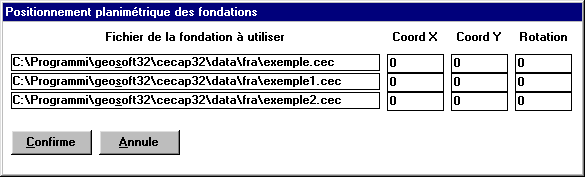 Positionnement planimétrique des fondations
Fichier de la fondation à utiliser Coord X Coord Y Rotation
C:\Programmi\geosoft32\cecap32\data\fra\exemple.cec 0 0 0
C:\Programmi\geosoft32\cecap32\data\fra\exemple1.cec 0 0 0
C:\Programmi\geosoft32\cecap32\data\fra\exemple2.cec 0 0 0
Confirme Annule